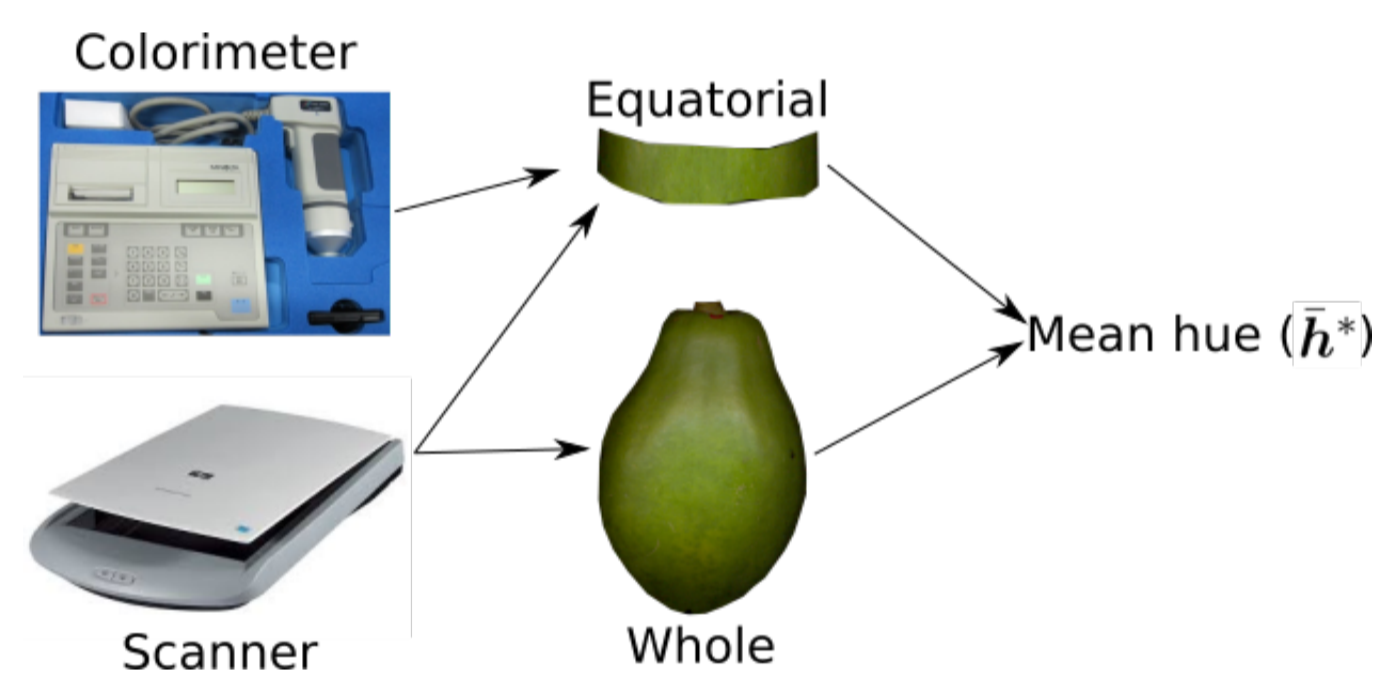 Colorimeter
Equatorial
Mean hue (h̄*)
Whole
Scanner